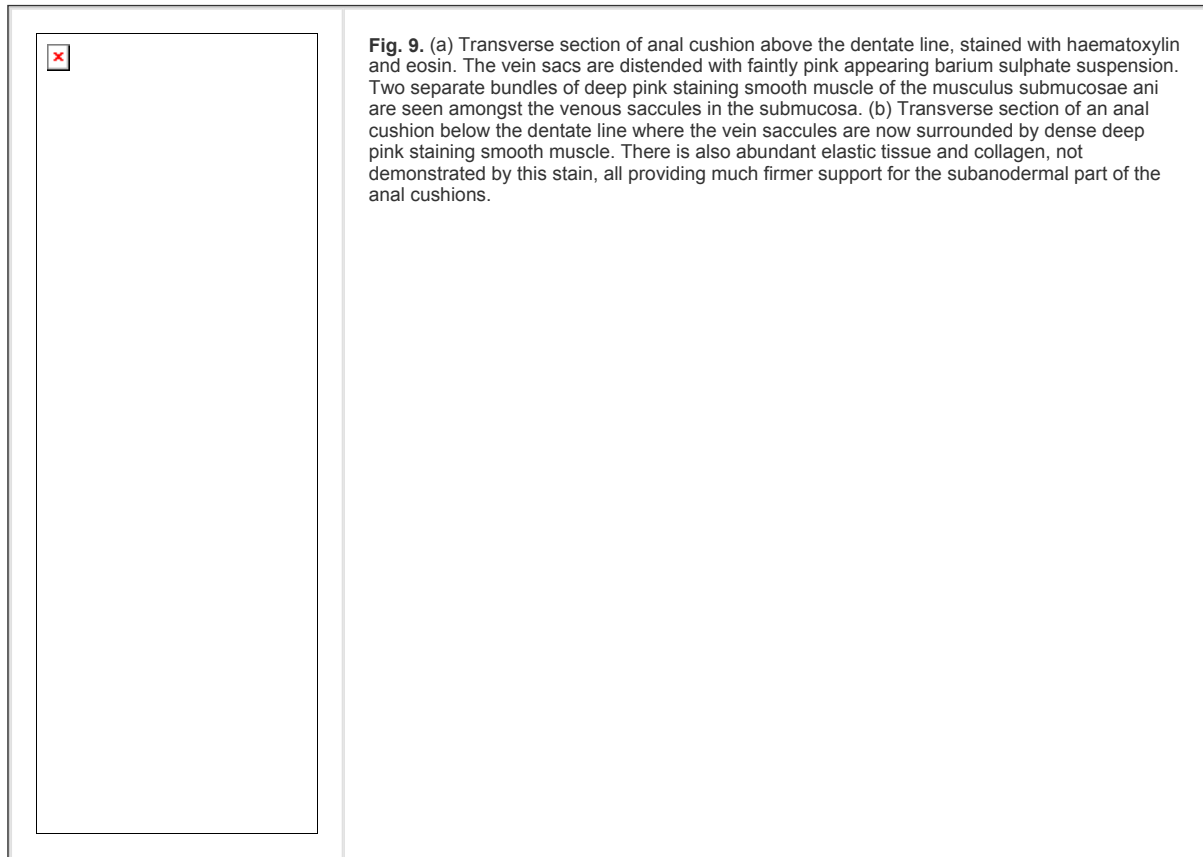 Fig. 9. (a) Transverse section of anal cushion above the dentate line, stained with haematoxylin
and eosin. The vein sacs are distended with faintly pink appearing barium sulphate suspension.
Two separate bundles of deep pink staining smooth muscle of the musculus submucosae ani
are seen amongst the venous saccules in the submucosa. (b) Transverse section of an anal
cushion below the dentate line where the vein saccules are now surrounded by dense deep
pink staining smooth muscle. There is also abundant elastic tissue and collagen, not
demonstrated by this stain, all providing much firmer support for the subanodermal part of the
anal cushions.